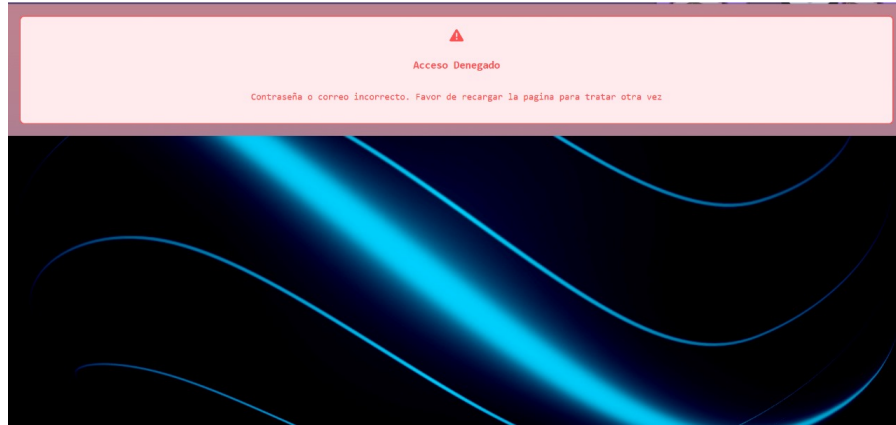 Acceso Denegado
Contraseña o correo incorrecto. Favor de recargar la pagina para tratar otra vez